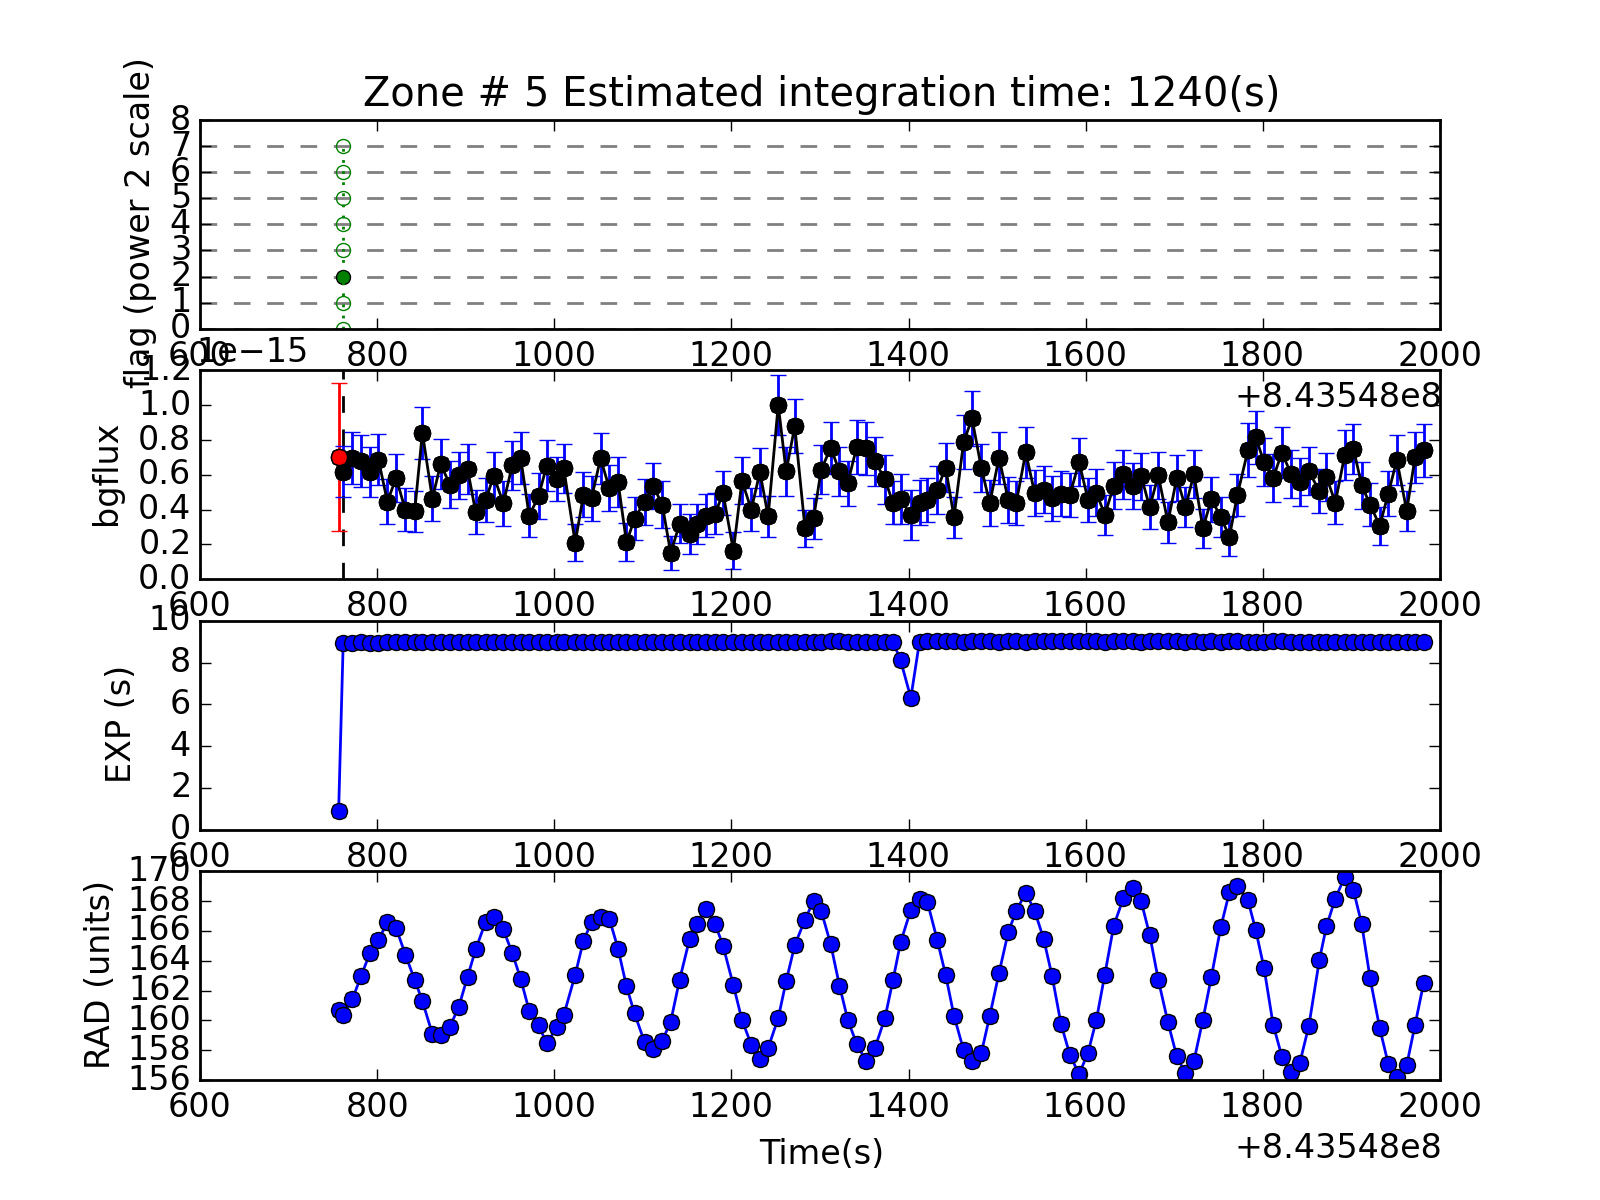 Zone # 5 Estimated integration time: 1240(s)
flag (power 2 scale)
8
7
6
5
4
3
2
1
0
600 800 1000 1200 1400 1600 1800 2000
1e−15
+8.43548e8
bgflux
1.2
1.0
0.8
0.6
0.4
0.2
0.0
600 800 1000 1200 1400 1600 1800 2000
EXP (s)
10
8
6
4
2
0
600 800 1000 1200 1400 1600 1800 2000
RAD (units)
170
168
166
164
162
160
158
156
600 800 1000 1200 1400 1600 1800 2000
Time(s)
+8.43548e8